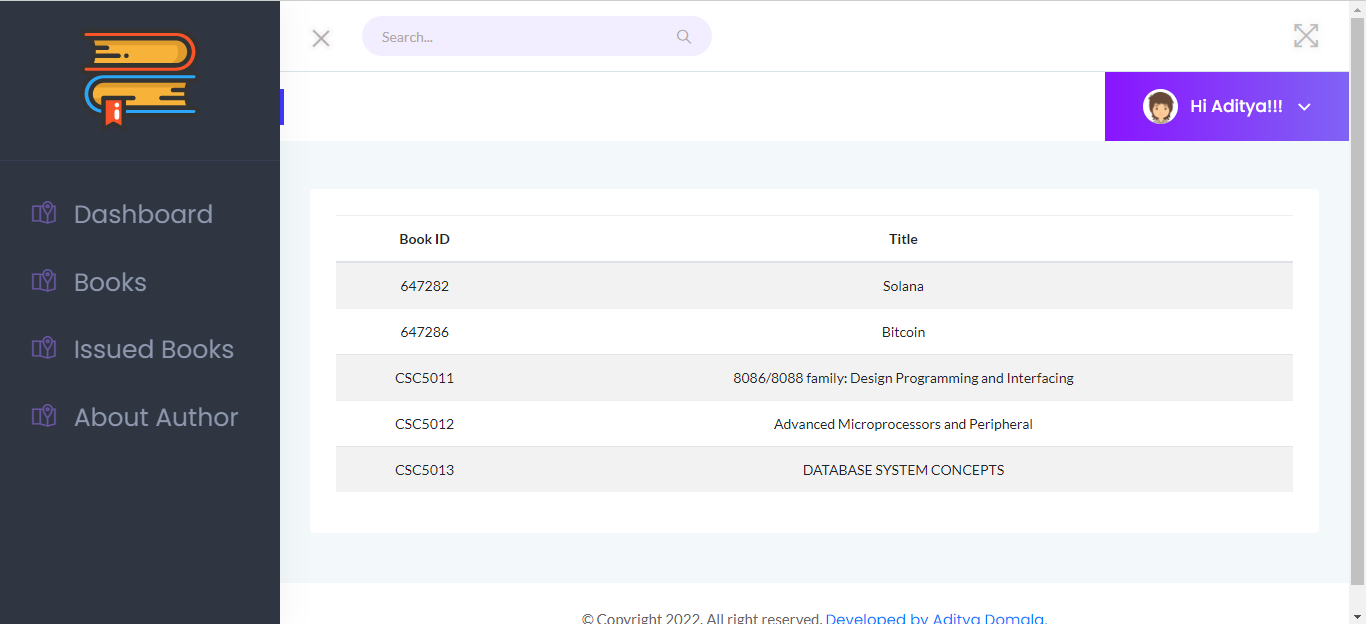 Search...
Hi Aditya!!!
Dashboard
Books
Issued Books
About Author
Book ID Title
647282 Solana
647286 Bitcoin
CSC5011 8086/8088 family: Design Programming and Interfacing
CSC5012 Advanced Microprocessors and Peripheral
CSC5013 DATABASE SYSTEM CONCEPTS
© Copyright 2022. All right reserved. Developed by Aditya Domala.